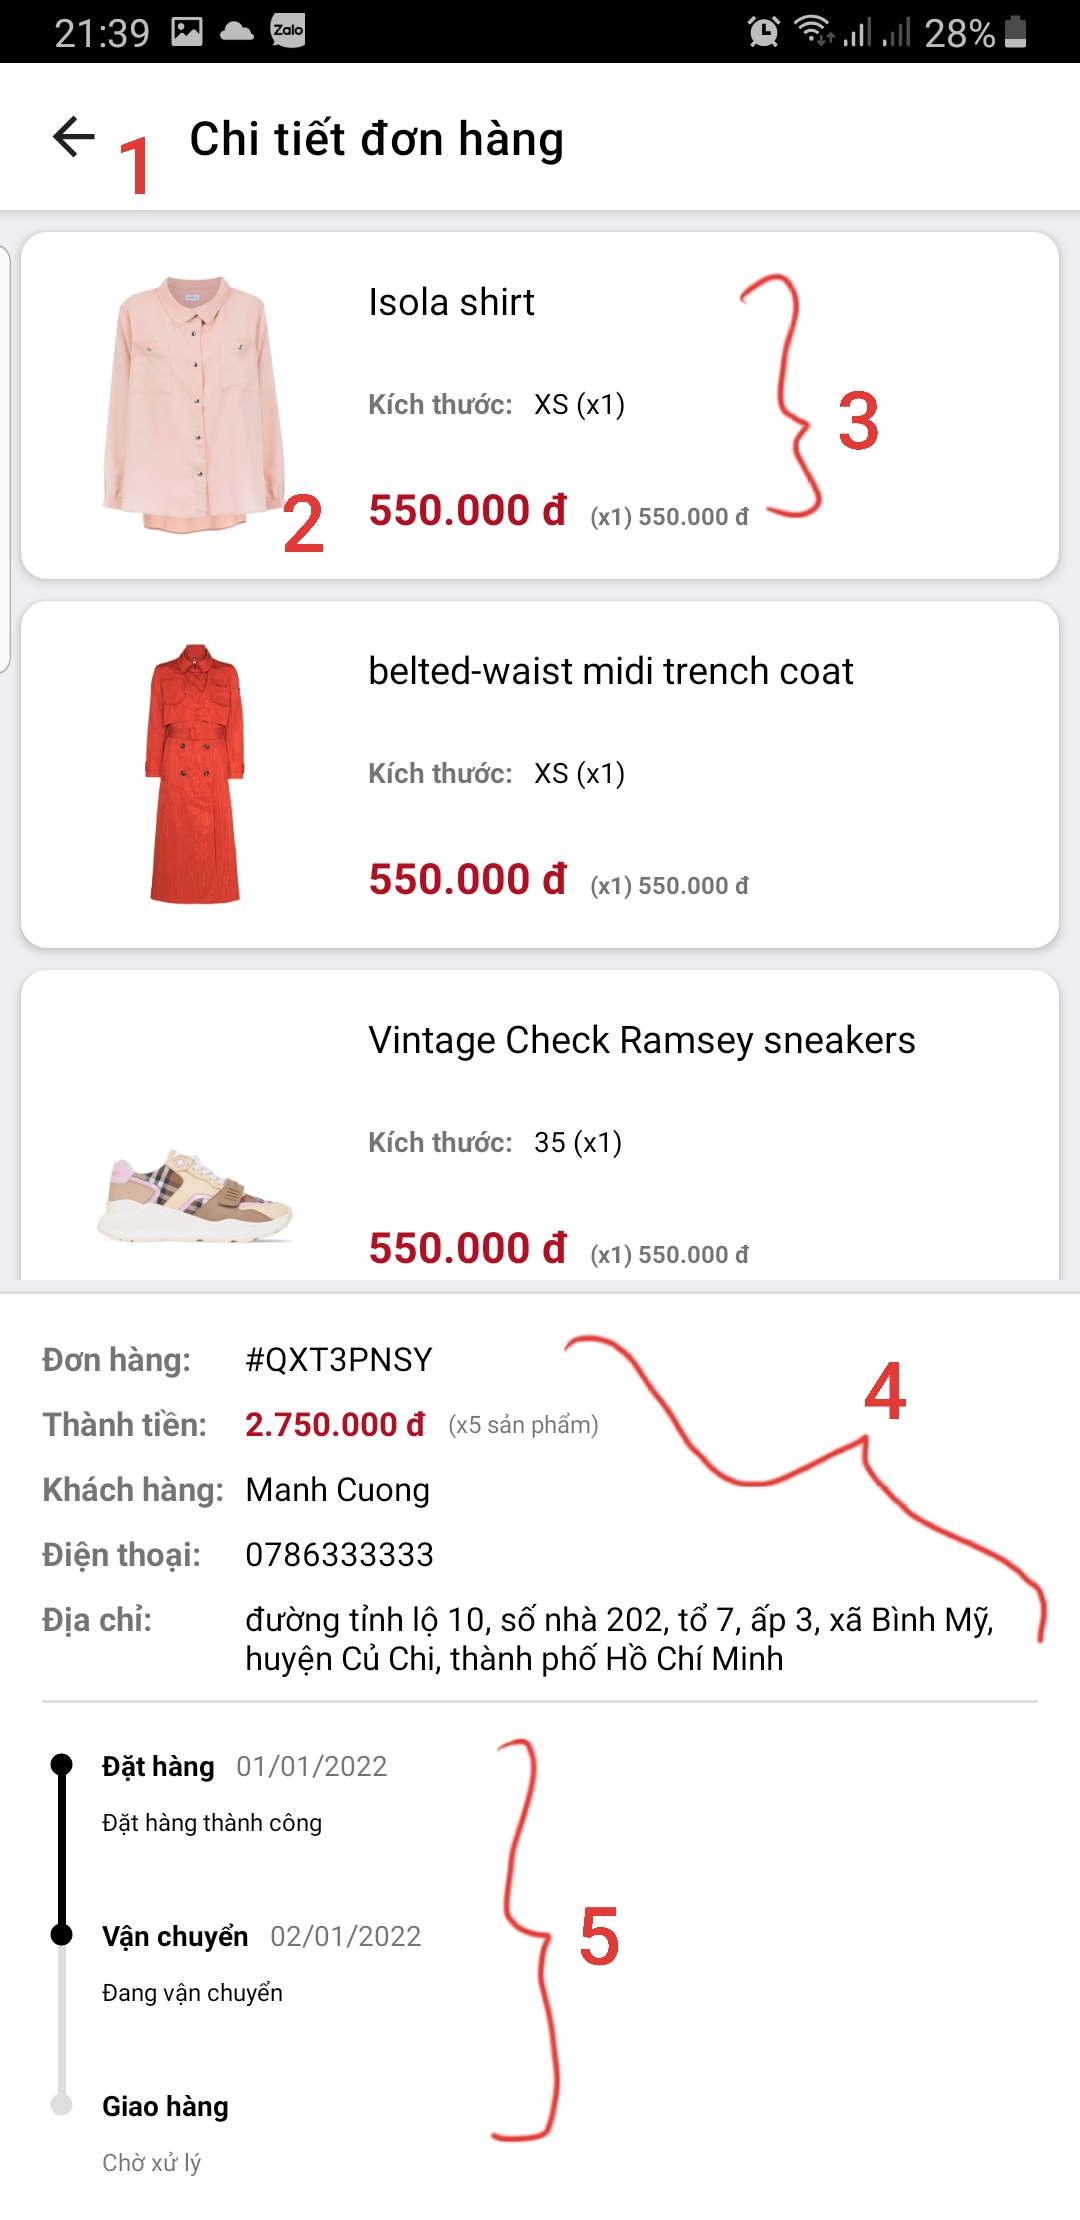 21:39 Zalo 28%
1 Chi tiết đơn hàng
Isola shirt
Kích thước: XS (x1)
3
550.000 đ (x1) 550.000 đ
2
belted-waist midi trench coat
Kích thước: XS (x1)
550.000 đ (x1) 550.000 đ
Vintage Check Ramsey sneakers
Kích thước: 35 (x1)
550.000 đ (x1) 550.000 đ
Đơn hàng: #QXT3PNSY
4
Thành tiền: 2.750.000 đ (x5 sản phẩm)
Khách hàng: Manh Cuong
Điện thoại: 0786333333
Địa chỉ: đường tỉnh lộ 10, số nhà 202, tổ 7, ấp 3, xã Bình Mỹ,
huyện Củ Chi, thành phố Hồ Chí Minh
Đặt hàng 01/01/2022
Đặt hàng thành công
Vận chuyển 02/01/2022
5
Đang vận chuyển
Giao hàng
Chờ xử lý